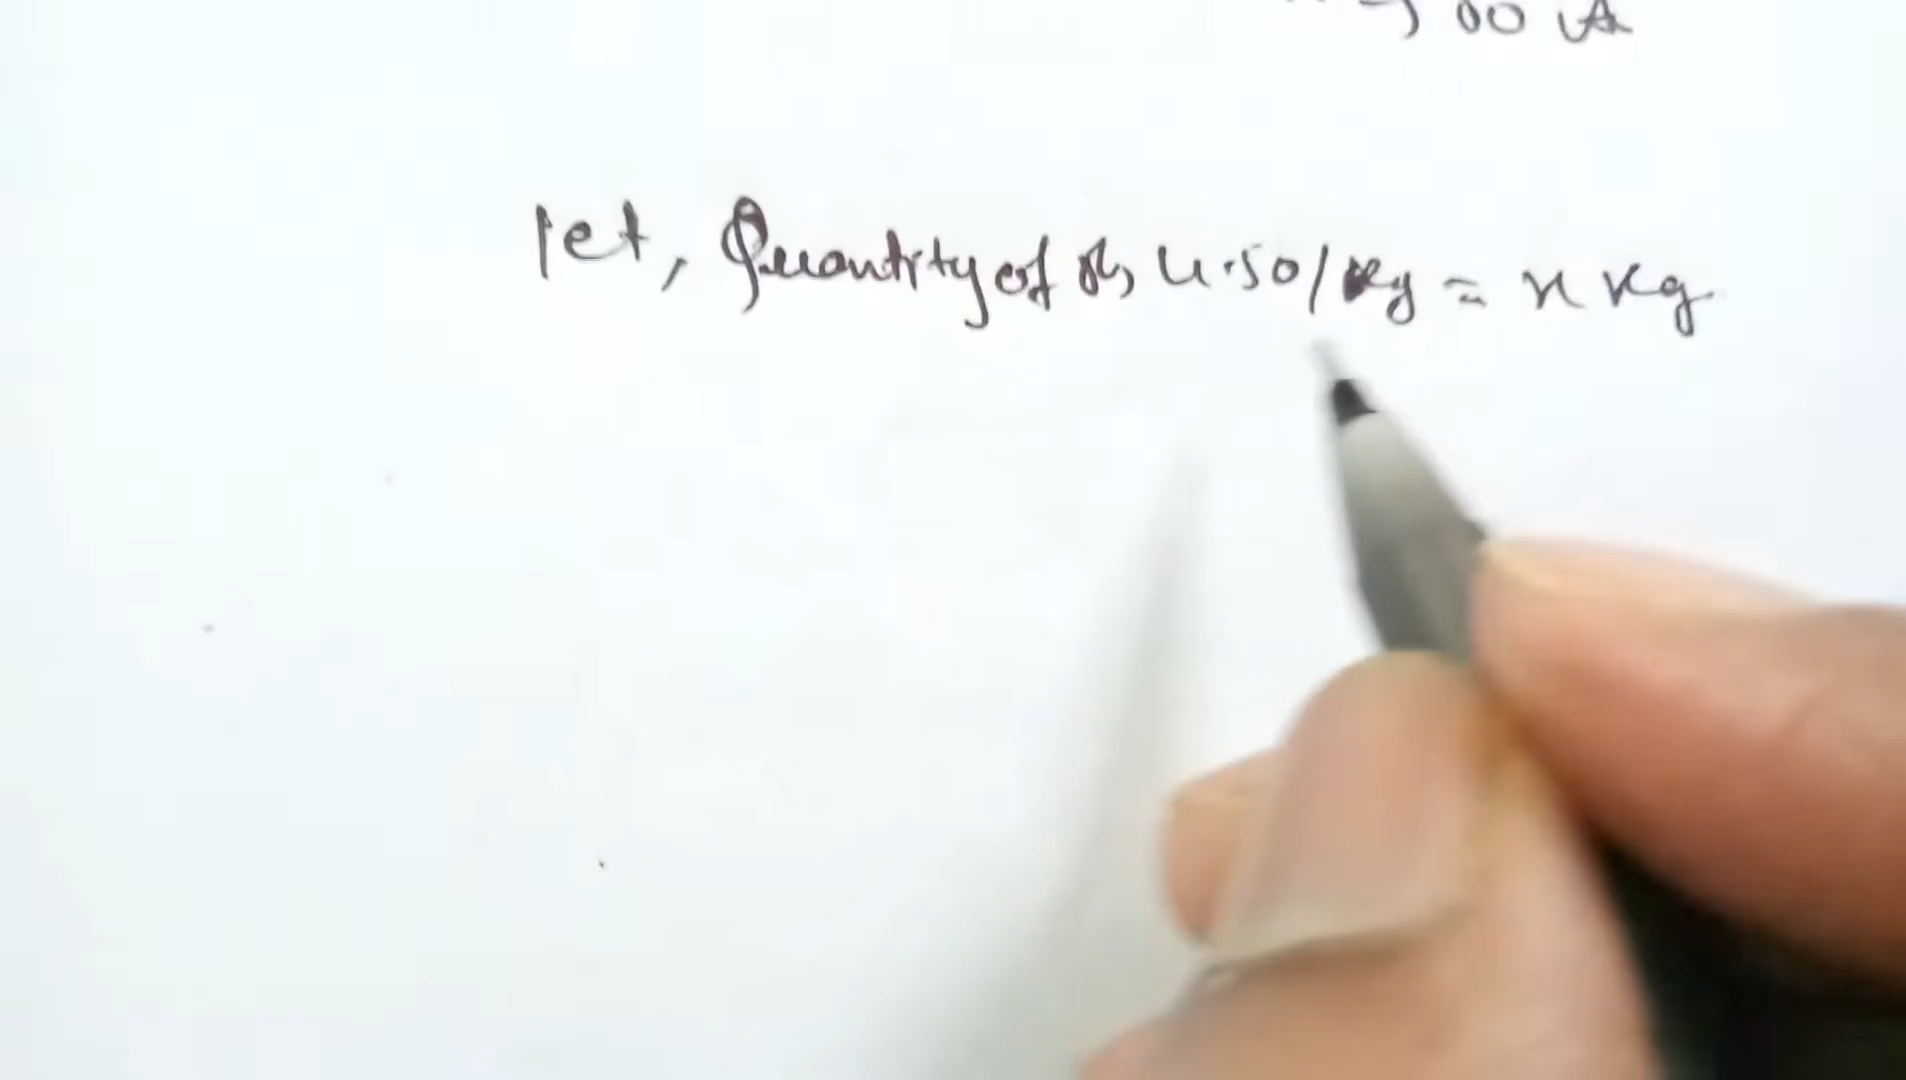 let, Quantity of Rs 4.50/kg = x kg